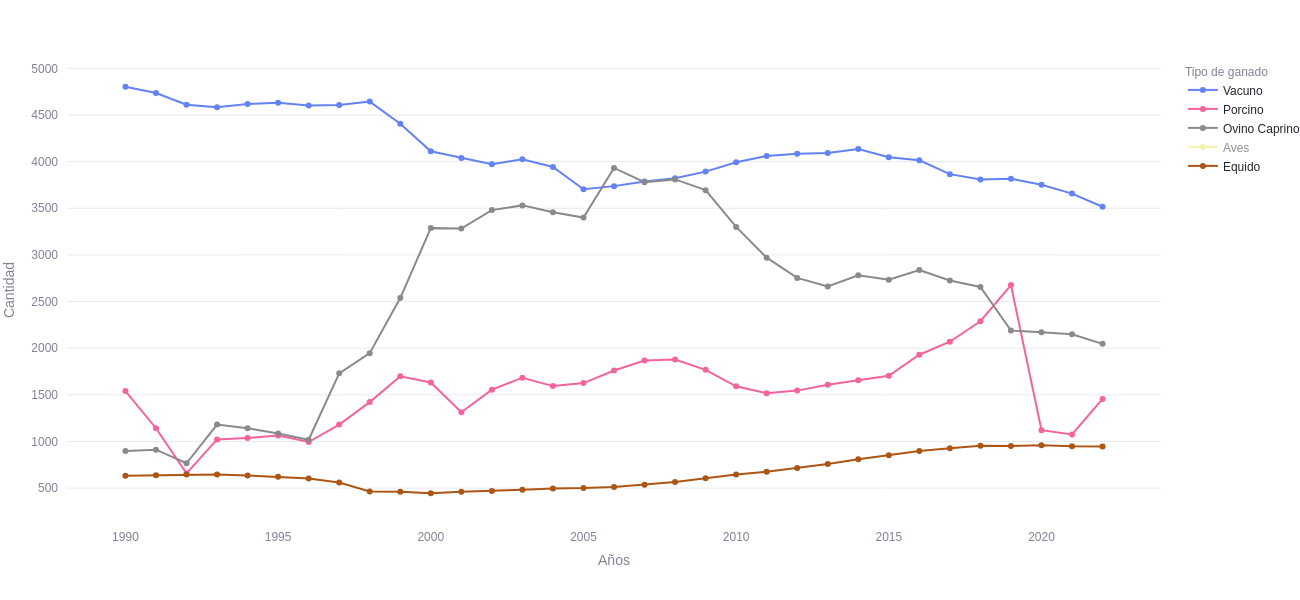 5000
4500
4000
3500
3000
2500
2000
1500
1000
500
Cantidad
1990 1995 2000 2005 2010 2015 2020
Años
Tipo de ganado
Vacuno
Porcino
Ovino Caprino
Aves
Equido